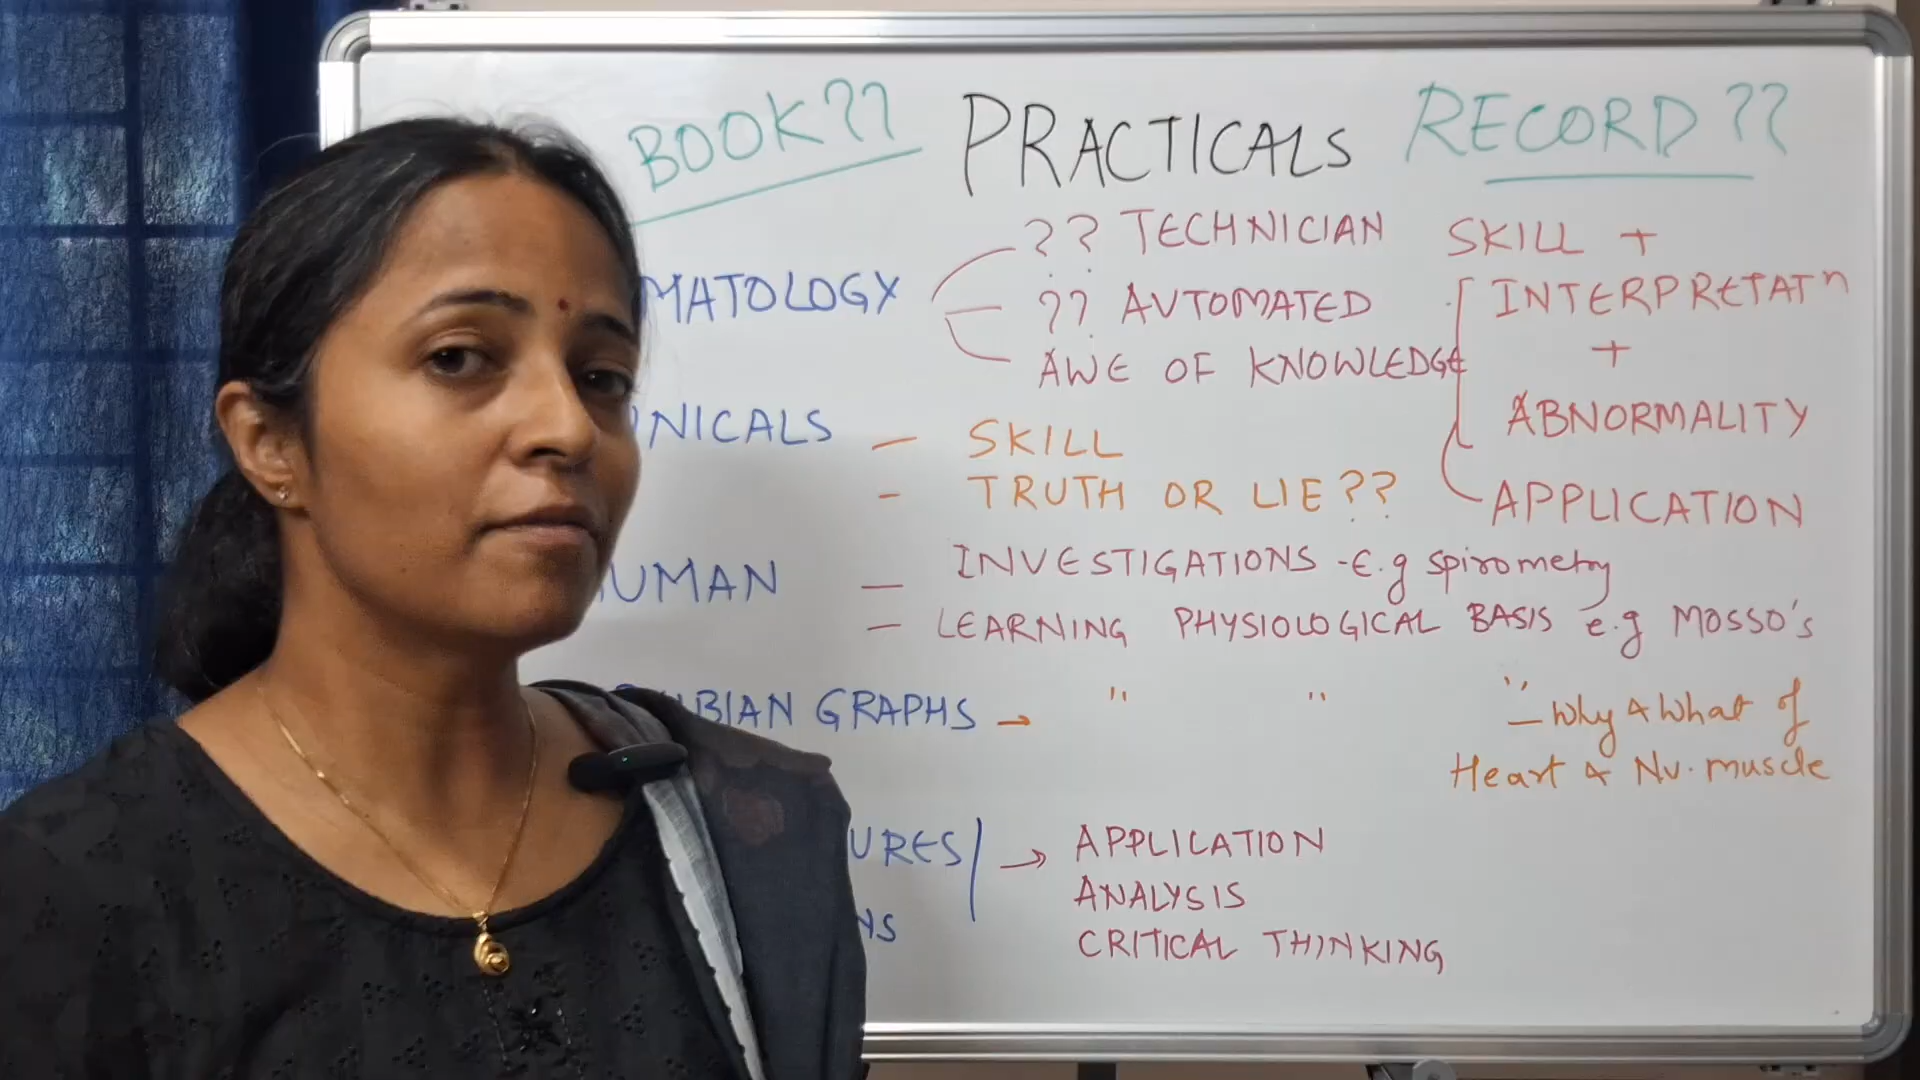 BOOK?? PRACTICALS RECORD ??
?? TECHNICIAN SKILL +
MATOLOGY ?? AUTOMATED INTERPRETATn
+
AWE OF KNOWLEDGE
ABNORMALITY
NICALS - SKILL
- TRUTH OR LIE?? APPLICATION
UMAN - INVESTIGATIONS - E.g spirometry
- LEARNING PHYSIOLOGICAL BASIS e.g MOSSO's
BIAN GRAPHS → " " " - Why & What of
Heart & Nv. muscle
URES → APPLICATION
ANALYSIS
NS
CRITICAL THINKING